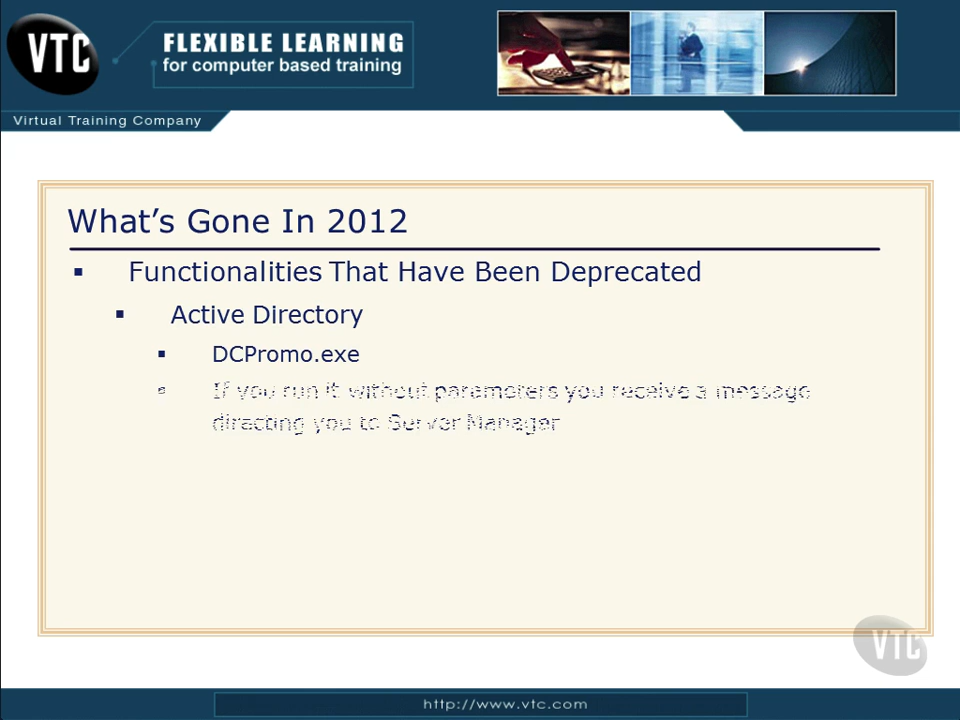 VTC
FLEXIBLE LEARNING
for computer based training
Virtual Training Company
What's Gone In 2012
Functionalities That Have Been Deprecated
Active Directory
DCPromo.exe
If you run it without parameters you receive a message
directing you to Server Manager
VTC
http://www.vtc.com